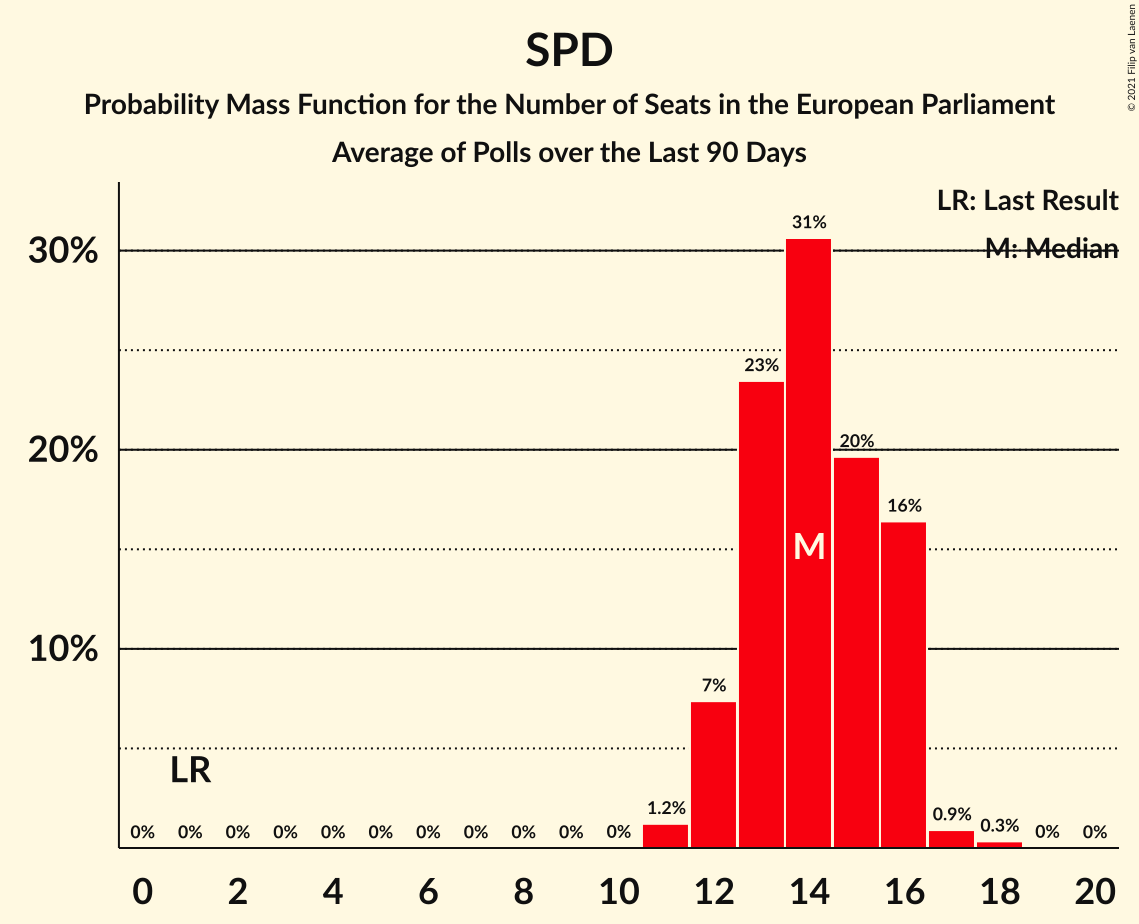 SPD
Probability Mass Function for the Number of Seats in the European Parliament
Average of Polls over the Last 90 Days
© 2021 Filip van Laenen
LR: Last Result
M: Median
30%
20%
10%
31%
23%
20%
16%
7%
1.2%
0.9%
0.3%
M
LR
0% 0% 0% 0% 0% 0% 0% 0% 0% 0% 0% 0% 0%
0 2 4 6 8 10 12 14 16 18 20